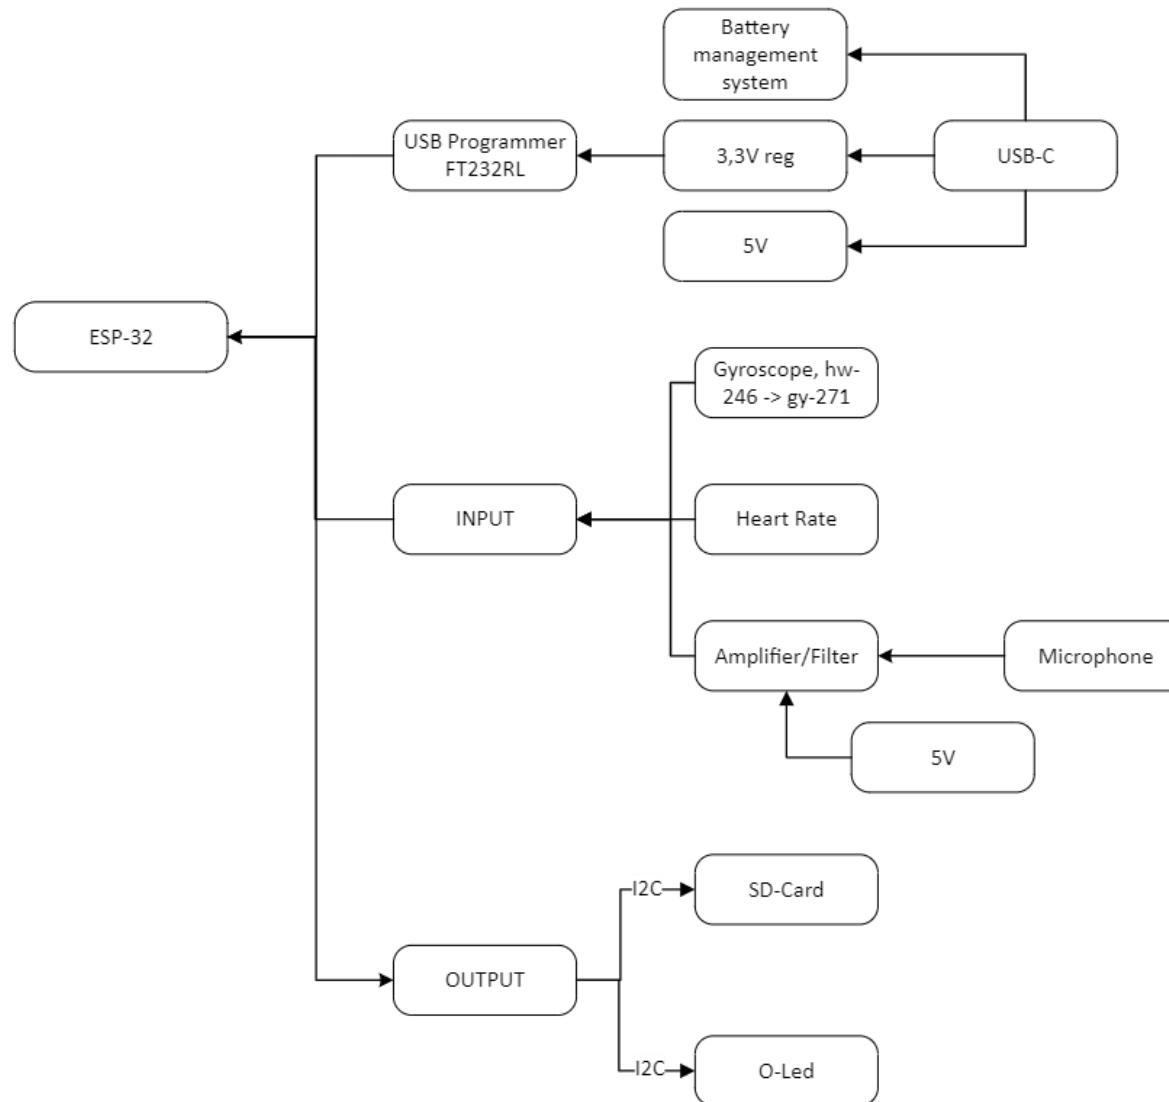 Battery
management
system
USB Programmer
FT232RL
3,3V reg
USB-C
5V
ESP-32
Gyroscope, hw-
246 -> gy-271
INPUT
Heart Rate
Amplifier/Filter
Microphone
5V
I2C
SD-Card
OUTPUT
I2C
O-Led